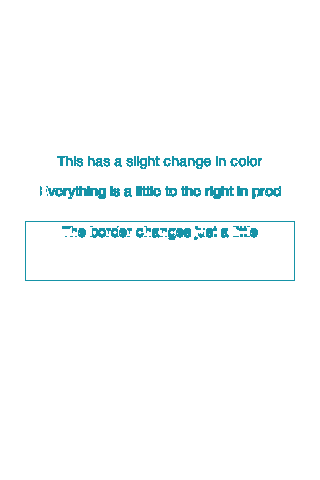 This has a slight change in color
Everything is a little to the right in prod
The border changes just a little